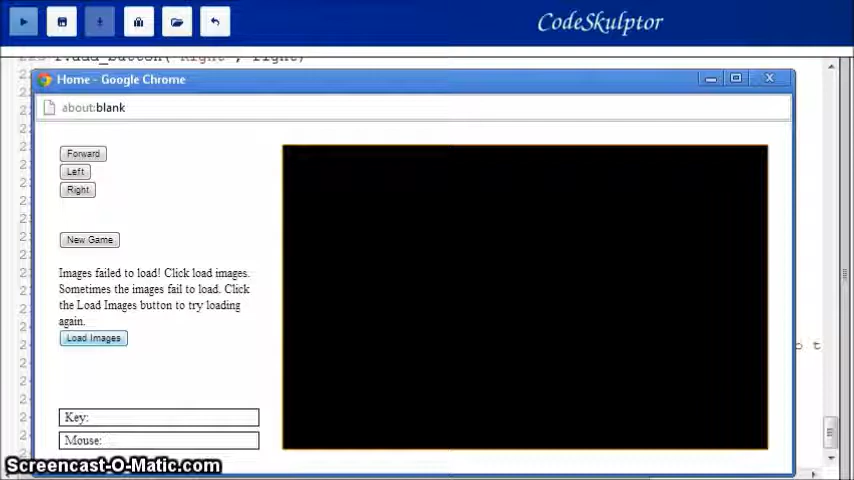 CodeSkulptor
Home - Google Chrome
about:blank
Forward
Left
Right
New Game
Images failed to load! Click load images.
Sometimes the images fail to load. Click
the Load Images button to try loading
again.
Load Images
Key:
Mouse:
Screencast-O-Matic.com